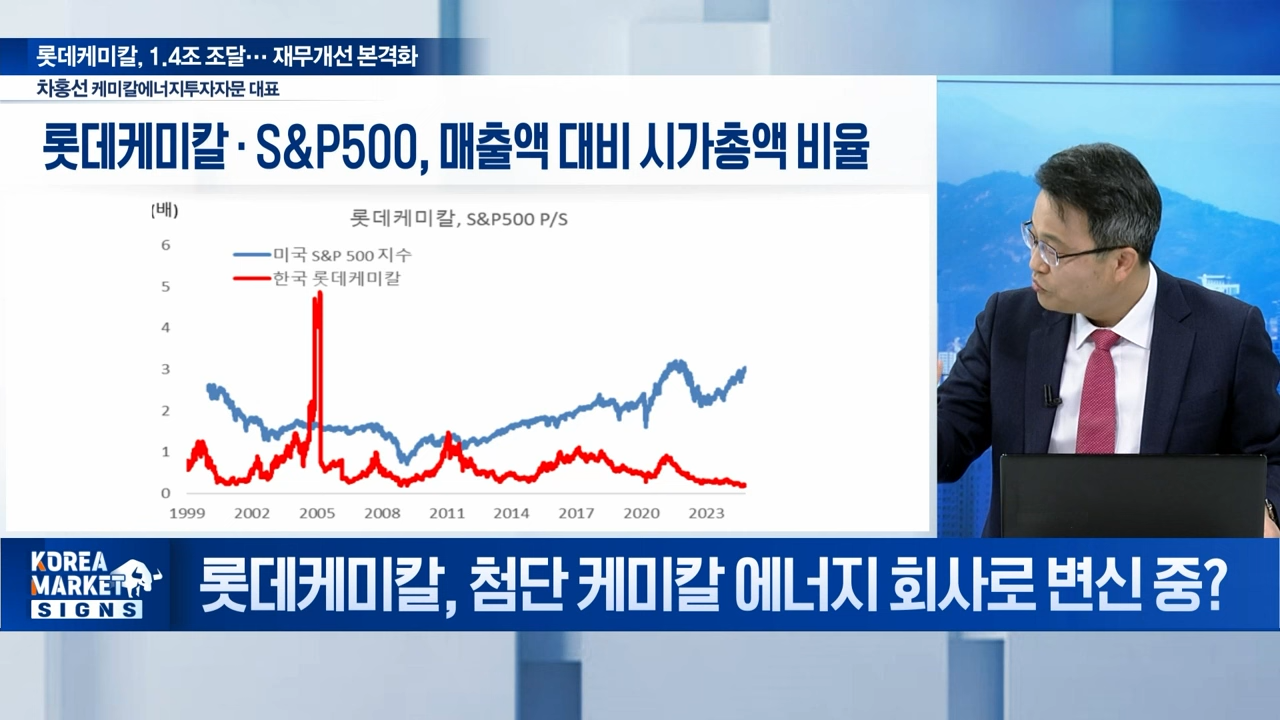 롯데케미칼, 1.4조 조달… 재무개선 본격화
차홍선 케미칼에너지투자자문 대표
롯데케미칼·S&P500, 매출액 대비 시가총액 비율
(배)
롯데케미칼, S&P500 P/S
미국 S&P 500 지수
한국 롯데케미칼
6
5
4
3
2
1
0
1999 2002 2005 2008 2011 2014 2017 2020 2023
KOREA
MARKET
SIGNS
롯데케미칼, 첨단 케미칼 에너지 회사로 변신 중?